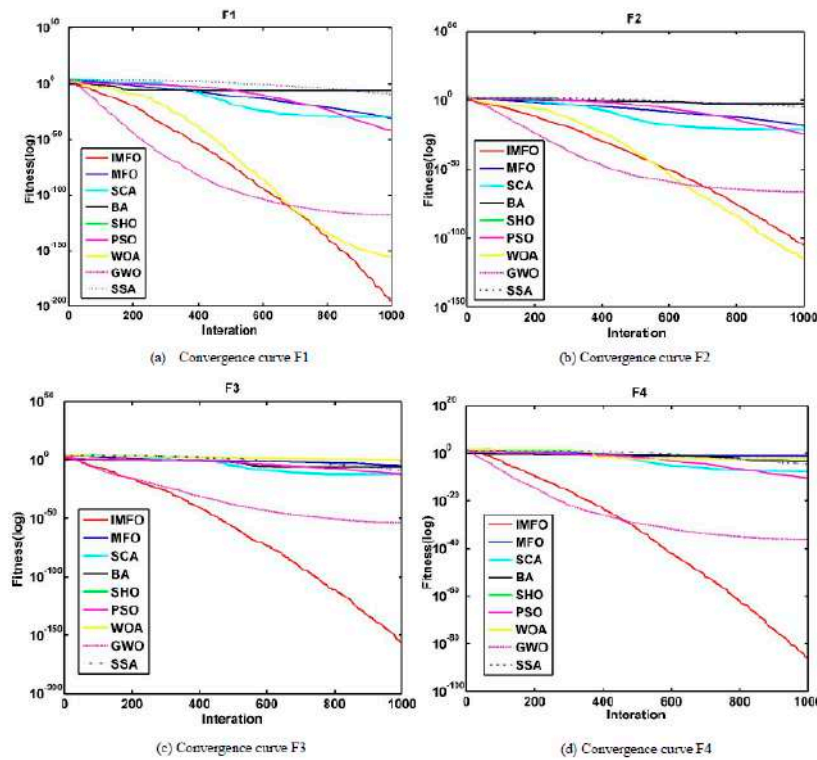 F1
10^50
10^0
10^-50
10^-100
10^-150
10^-200
Fitness(log)
IMFO
MFO
SCA
BA
SHO
PSO
WOA
GWO
SSA
0 200 400 600 800 1000
Interation
(a) Convergence curve F1
F2
10^0
10^-50
10^-100
10^-150
Fitness(log)
IMFO
MFO
SCA
BA
SHO
PSO
WOA
GWO
SSA
0 200 400 600 800 1000
Interation
(b) Convergence curve F2
F3
10^0
10^-50
10^-100
10^-150
10^-200
Fitness(log)
IMFO
MFO
SCA
BA
SHO
PSO
WOA
GWO
SSA
0 200 400 600 800 1000
Interation
(c) Convergence curve F3
F4
10^20
10^0
10^-20
10^-40
10^-60
10^-80
Fitness(log)
IMFO
MFO
SCA
BA
SHO
PSO
WOA
GWO
SSA
0 200 400 600 800 1000
Interation
(d) Convergence curve F4